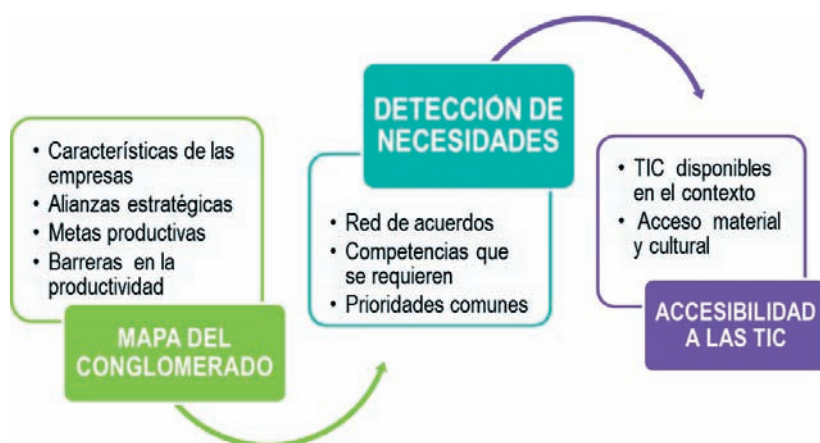 • Características de las
empresas
• Alianzas estratégicas
• Metas productivas
• Barreras en la
productividad
MAPA DEL
CONGLOMERADO
DETECCIÓN DE
NECESIDADES
• Red de acuerdos
• Competencias que
se requieren
• Prioridades comunes
• TIC disponibles
en el contexto
• Acceso material
y cultural
ACCESIBILIDAD
A LAS TIC